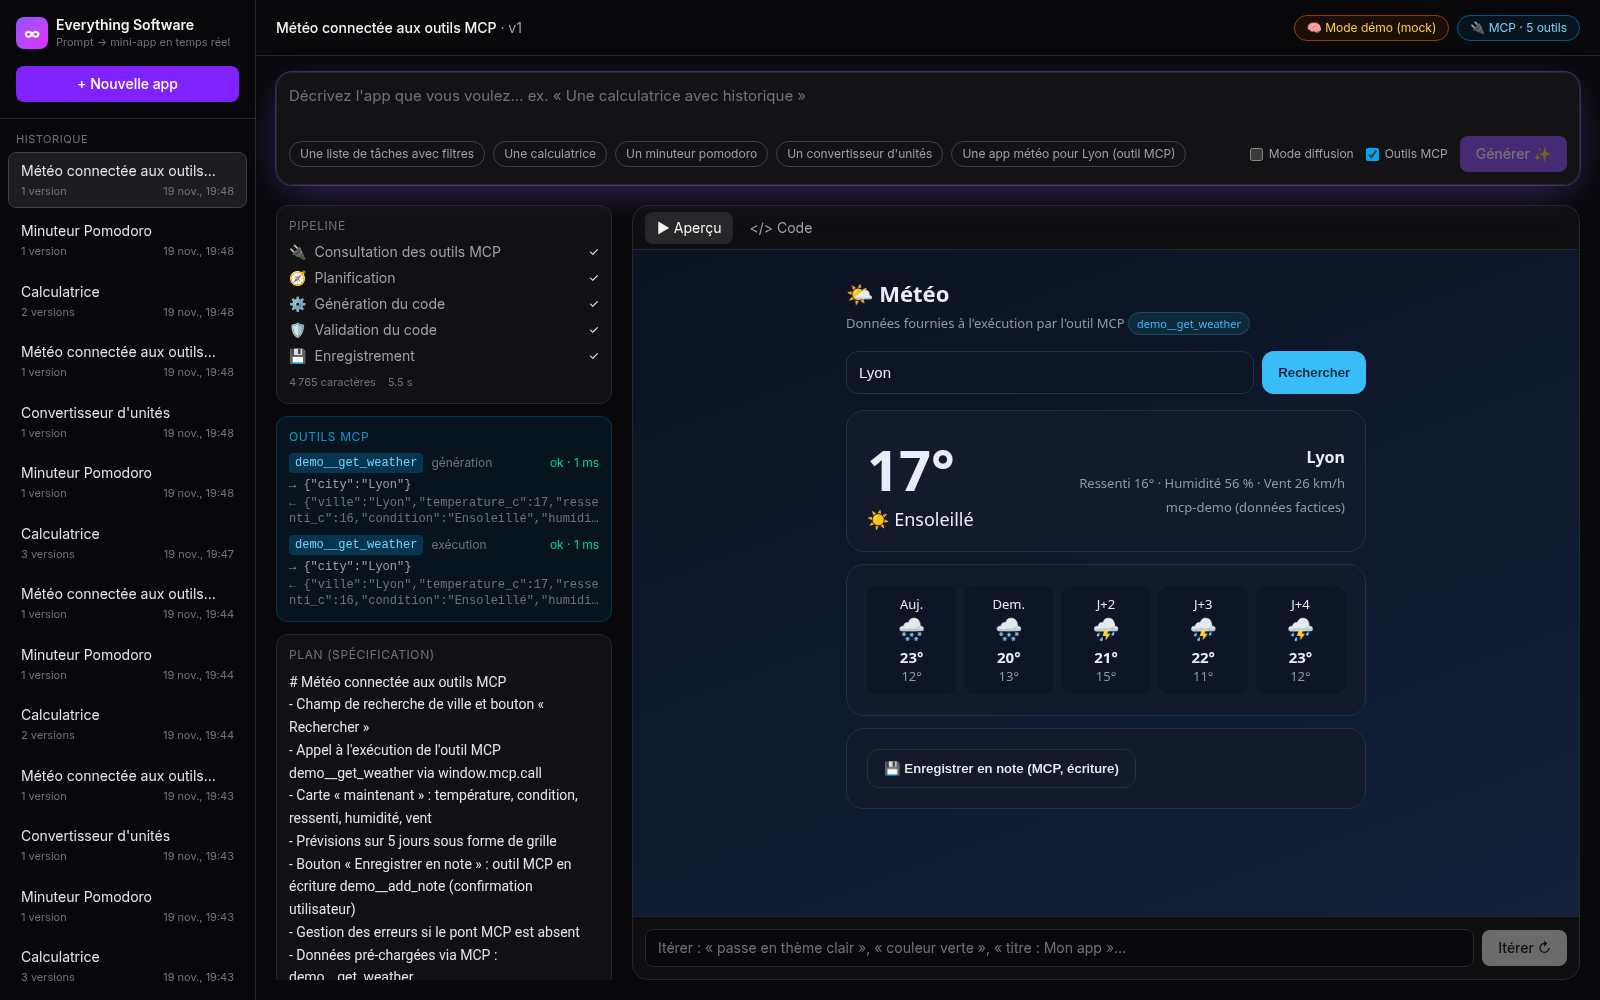 Everything Software
Prompt → mini-app en temps réel
+ Nouvelle app
HISTORIQUE
Météo connectée aux outils...
1 version 19 nov., 19:48
Minuteur Pomodoro
1 version 19 nov., 19:48
Calculatrice
2 versions 19 nov., 19:48
Météo connectée aux outils...
1 version 19 nov., 19:48
Convertisseur d'unités
1 version 19 nov., 19:48
Minuteur Pomodoro
1 version 19 nov., 19:48
Calculatrice
3 versions 19 nov., 19:47
Météo connectée aux outils...
1 version 19 nov., 19:44
Minuteur Pomodoro
1 version 19 nov., 19:44
Calculatrice
2 versions 19 nov., 19:44
Météo connectée aux outils...
1 version 19 nov., 19:43
Convertisseur d'unités
1 version 19 nov., 19:43
Minuteur Pomodoro
1 version 19 nov., 19:43
Calculatrice
3 versions 19 nov., 19:43
Météo connectée aux outils MCP · v1
🧠 Mode démo (mock) 🔌 MCP · 5 outils
Décrivez l'app que vous voulez... ex. « Une calculatrice avec historique »
Une liste de tâches avec filtres Une calculatrice Un minuteur pomodoro Un convertisseur d'unités Une app météo pour Lyon (outil MCP) Mode diffusion Outils MCP Générer ✨
PIPELINE
🔌 Consultation des outils MCP ✓
🧭 Planification ✓
⚙️ Génération du code ✓
🛡️ Validation du code ✓
💾 Enregistrement ✓
4 765 caractères 5.5 s
OUTILS MCP
demo__get_weather génération ok · 1 ms
→ {"city":"Lyon"}
← {"ville":"Lyon","temperature_c":17,"resse
nti_c":16,"condition":"Ensoleillé","humidi…
demo__get_weather exécution ok · 1 ms
→ {"city":"Lyon"}
← {"ville":"Lyon","temperature_c":17,"resse
nti_c":16,"condition":"Ensoleillé","humidi…
PLAN (SPÉCIFICATION)
# Météo connectée aux outils MCP
- Champ de recherche de ville et bouton «
Rechercher »
- Appel à l'exécution de l'outil MCP
demo__get_weather via window.mcp.call
- Carte « maintenant » : température, condition,
ressenti, humidité, vent
- Prévisions sur 5 jours sous forme de grille
- Bouton « Enregistrer en note » : outil MCP en
écriture demo__add_note (confirmation
utilisateur)
- Gestion des erreurs si le pont MCP est absent
- Données pré-chargées via MCP :
demo__get_weather
▶ Aperçu </> Code
🌤️ Météo
Données fournies à l'exécution par l'outil MCP demo__get_weather
Lyon Rechercher
17°
☀️ Ensoleillé
Lyon
Ressenti 16° · Humidité 56 % · Vent 26 km/h
mcp-demo (données factices)
Auj. Dem. J+2 J+3 J+4
23° 20° 21° 22° 23°
12° 13° 15° 11° 12°
💾 Enregistrer en note (MCP, écriture)
Itérer : « passe en thème clair », « couleur verte », « titre : Mon app »... Itérer ↻